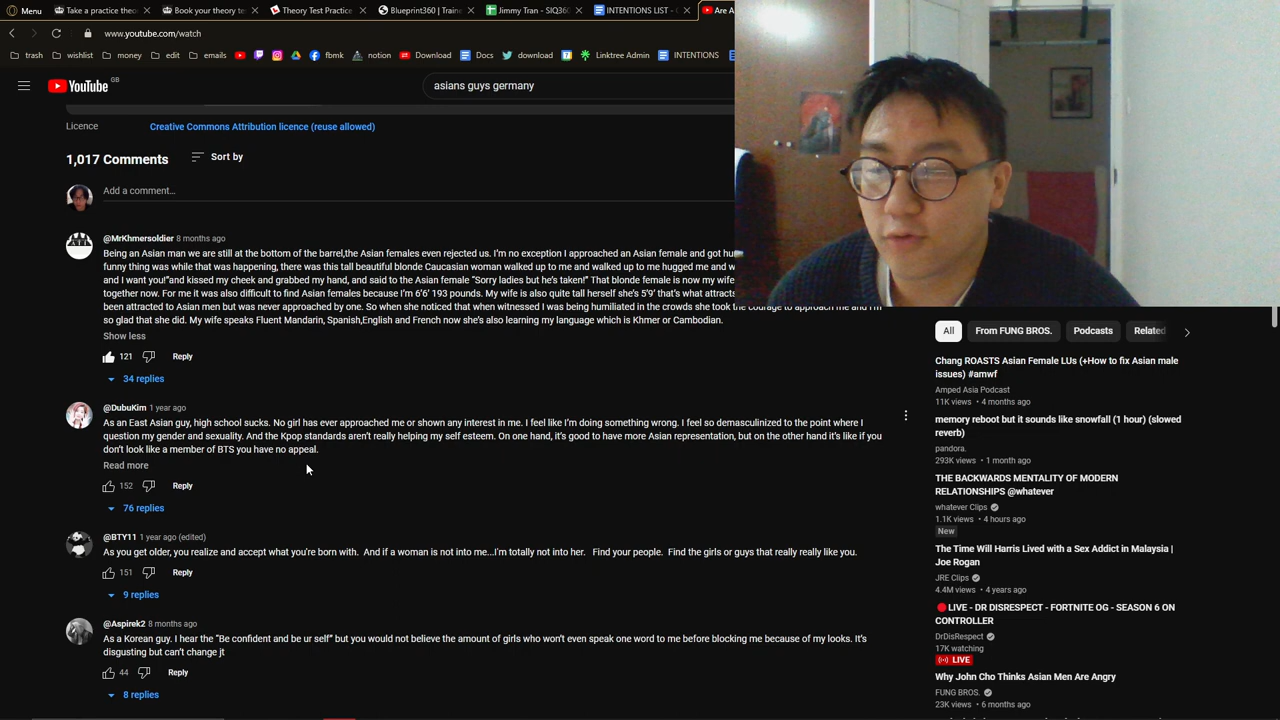 Menu
Take a practice theo
Book your theory te
Theory Test Practice
Blueprint360 | Traine
Jimmy Tran - SIQ360
INTENTIONS LIST - G
Are A
www.youtube.com/watch
trash
wishlist
money
edit
emails
fbmk
notion
Download
Docs
download
Linktree Admin
INTENTIONS
YouTube GB
asians guys germany
Licence
Creative Commons Attribution licence (reuse allowed)
1,017 Comments
Sort by
Add a comment...
@MrKhmersoldier 8 months ago
Being an Asian man we are still at the bottom of the barrel,the Asian females even rejected us. I'm no exception I approached an Asian female and got hu
funny thing was while that was happening, there was this tall beautiful blonde Caucasian woman walked up to me and walked up to me hugged me and w
and I want you!"and kissed my cheek and grabbed my hand, and said to the Asian female "Sorry ladies but he's taken!" That blonde female is now my wife
together now. For me it was also difficult to find Asian females because I'm 6'6' 193 pounds. My wife is also quite tall herself she's 5'9' that's what attracts
been attracted to Asian men but was never approached by one. So when she noticed that when witnessed I was being humiliated in the crowds she took the courage to approach me and I'm
so glad that she did. My wife speaks Fluent Mandarin, Spanish,English and French now she's also learning my language which is Khmer or Cambodian.
Show less
121
Reply
34 replies
@DubuKim 1 year ago
As an East Asian guy, high school sucks. No girl has ever approached me or shown any interest in me. I feel like I'm doing something wrong. I feel so demasculinized to the point where I
question my gender and sexuality. And the Kpop standards aren't really helping my self esteem. On one hand, it's good to have more Asian representation, but on the other hand it's like if you
don't look like a member of BTS you have no appeal.
Read more
152
Reply
76 replies
@BTY11 1 year ago (edited)
As you get older, you realize and accept what you're born with. And if a woman is not into me...I'm totally not into her. Find your people. Find the girls or guys that really really like you.
151
Reply
9 replies
@Aspirek2 8 months ago
As a Korean guy. I hear the "Be confident and be ur self" but you would not believe the amount of girls who won't even speak one word to me before blocking me because of my looks. It's
disgusting but can't change jt
44
Reply
8 replies
All
From FUNG BROS.
Podcasts
Related
Chang ROASTS Asian Female LUs (+How to fix Asian male
issues) #amwf
Amped Asia Podcast
11K views • 4 months ago
memory reboot but it sounds like snowfall (1 hour) (slowed
reverb)
pandora.
293K views • 1 month ago
THE BACKWARDS MENTALITY OF MODERN
RELATIONSHIPS @whatever
whatever Clips
1.1K views • 4 hours ago
New
The Time Will Harris Lived with a Sex Addict in Malaysia |
Joe Rogan
JRE Clips
4.4M views • 4 years ago
LIVE - DR DISRESPECT - FORTNITE OG - SEASON 6 ON
CONTROLLER
DrDisRespect
17K watching
LIVE
Why John Cho Thinks Asian Men Are Angry
FUNG BROS.
23K views • 6 months ago